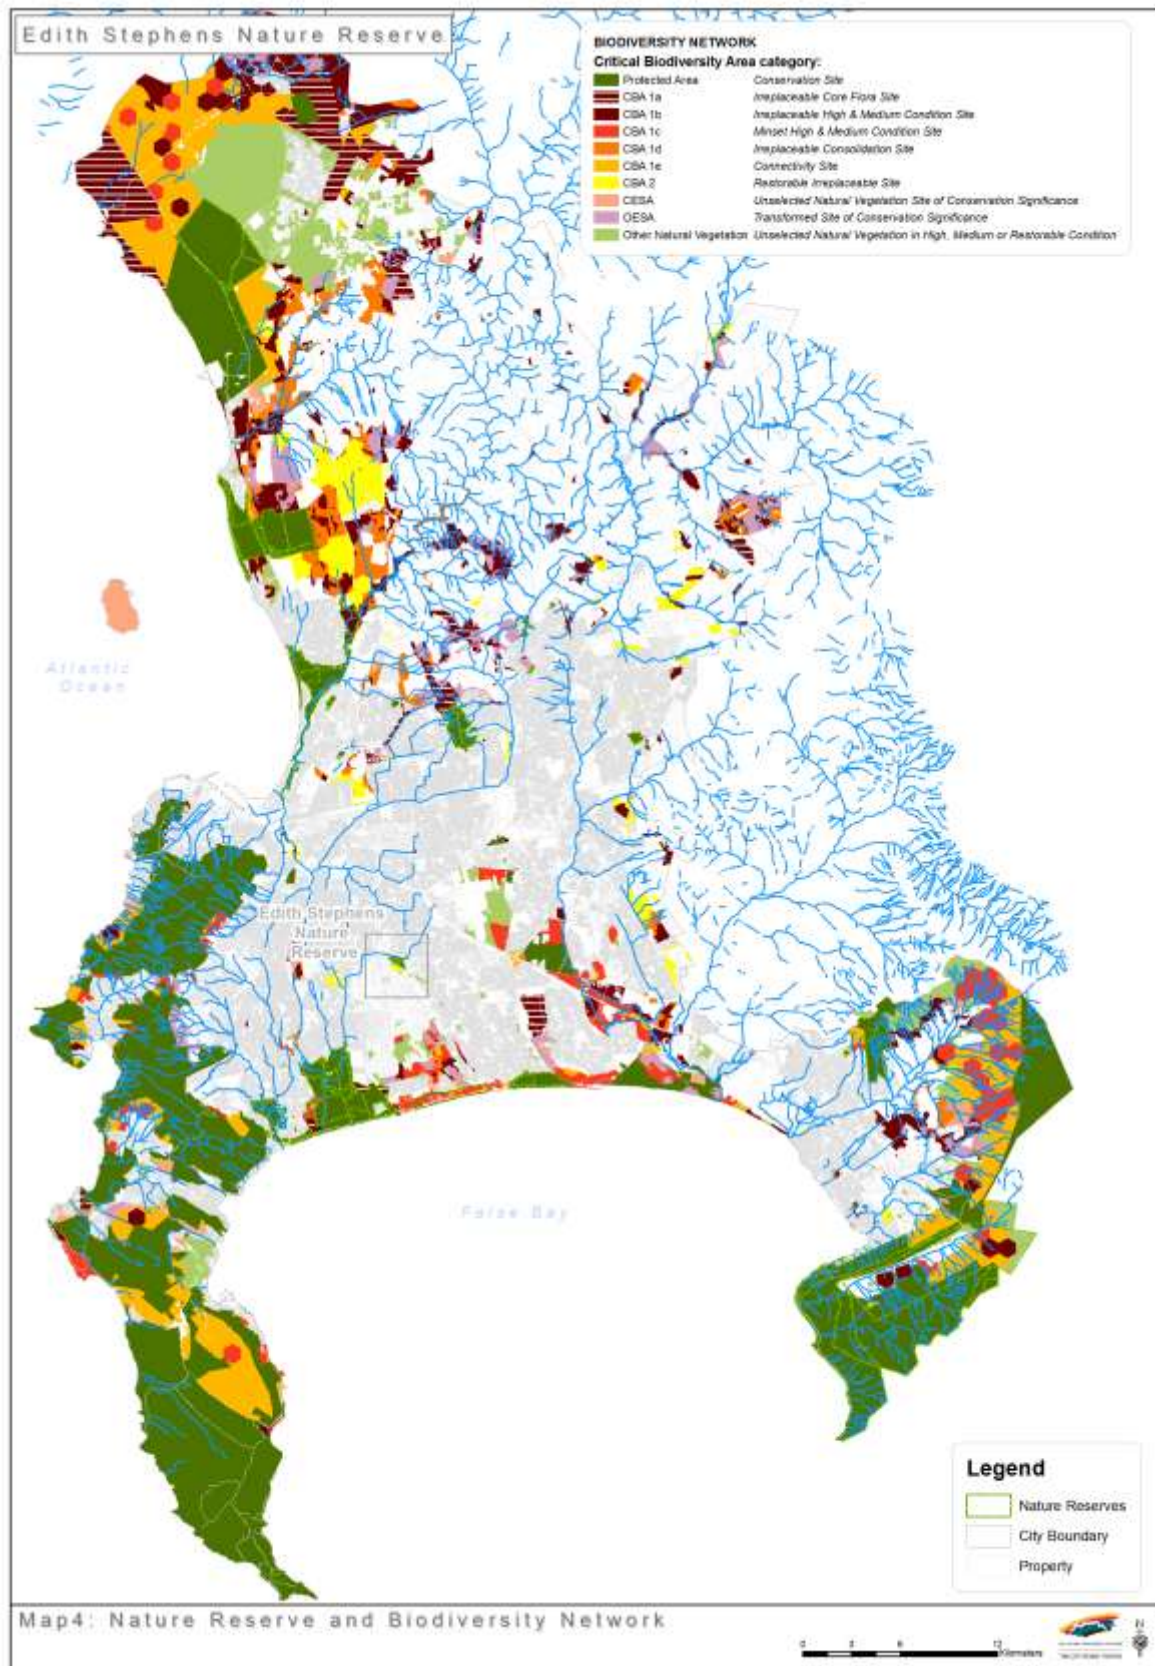 Edith Stephens Nature Reserve
BIODIVERSITY NETWORK
Critical Biodiversity Area category:
Protected Area Conservation Site
CBA 1a Irreplaceable Core Flora Site
CBA 1b Irreplaceable High & Medium Condition Site
CBA 1c Minset High & Medium Condition Site
CBA 1d Irreplaceable Consolidation Site
CBA 1e Connectivity Site
CBA 2 Restorable Irreplaceable Site
CESA Unselected Natural Vegetation Site of Conservation Significance
OESA Transformed Site of Conservation Significance
Other Natural Vegetation Unselected Natural Vegetation in High, Medium or Restorable Condition
Atlantic
Ocean
Edith Stephens
Nature
Reserve
False Bay
Legend
Nature Reserves
City Boundary
Property
Map4: Nature Reserve and Biodiversity Network
0 3 6 12
Kilometers
N